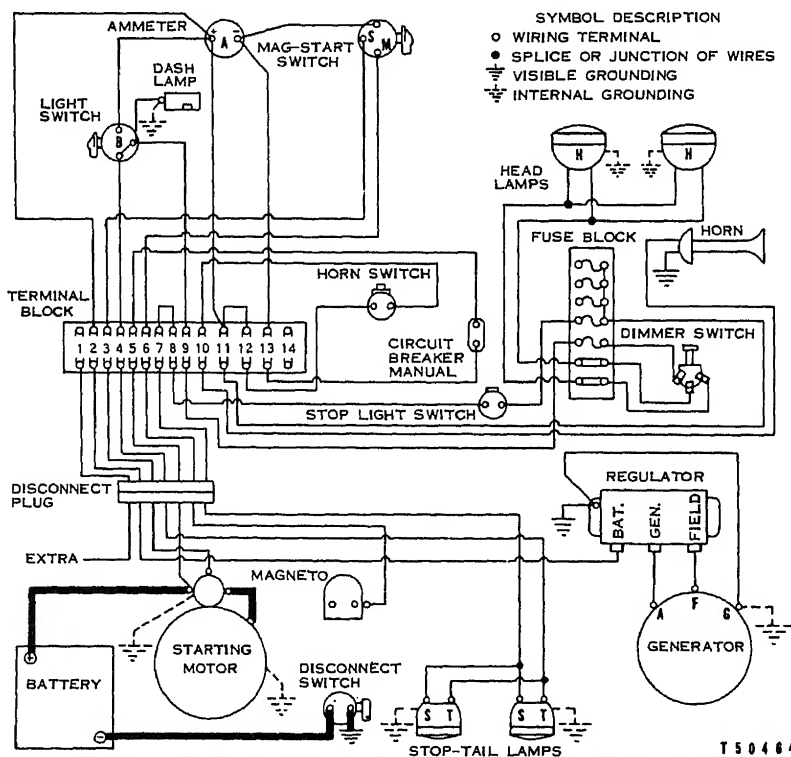 SYMBOL DESCRIPTION
WIRING TERMINAL
SPLICE OR JUNCTION OF WIRES
VISIBLE GROUNDING
INTERNAL GROUNDING
AMMETER
+ A -
MAG-START
SWITCH
S
M
DASH
LAMP
LIGHT
SWITCH
B
HEAD
LAMPS
H
H
FUSE BLOCK
HORN
HORN SWITCH
TERMINAL
BLOCK
1 2 3 4 5 6 7 8 9 10 11 12 13 14
CIRCUIT
BREAKER
MANUAL
DIMMER SWITCH
STOP LIGHT SWITCH
DISCONNECT
PLUG
REGULATOR
BAT.
GEN.
FIELD
EXTRA
MAGNETO
A
F
G
GENERATOR
STARTING
MOTOR
BATTERY
+
-
DISCONNECT
SWITCH
S T
S T
STOP-TAIL LAMPS
T50464